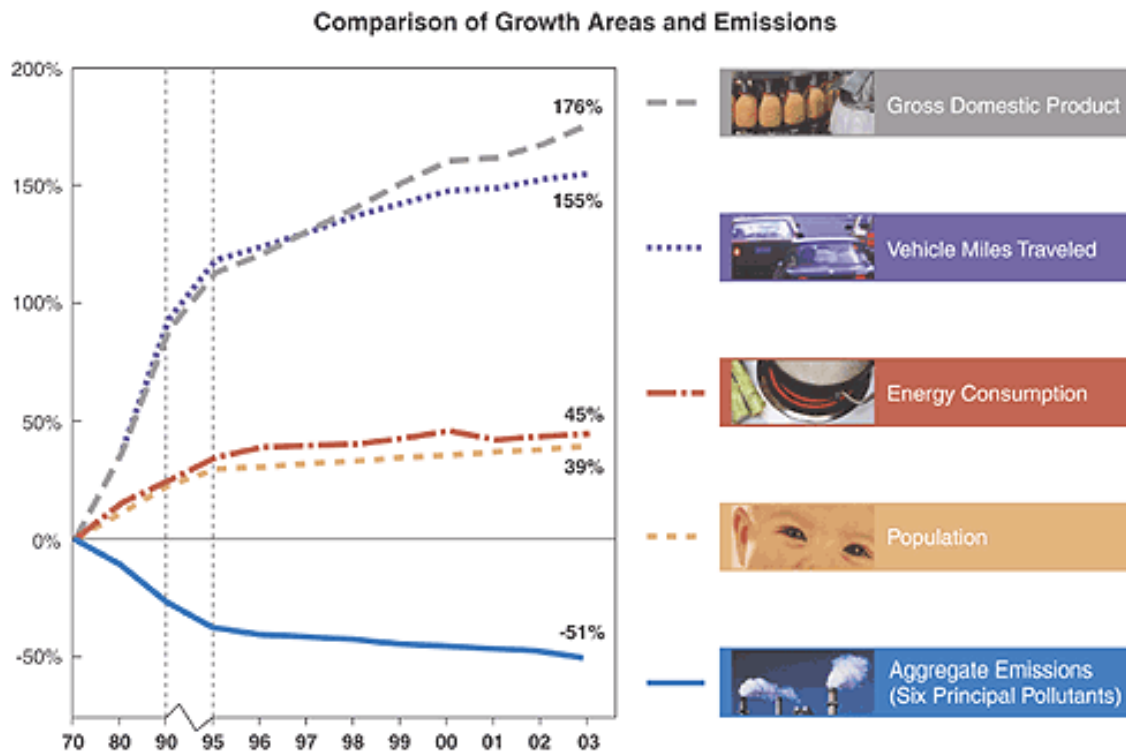 Comparison of Growth Areas and Emissions
200%
150%
100%
50%
0%
-50%
176%
155%
45%
39%
-51%
70 80 90 95 96 97 98 99 00 01 02 03
Gross Domestic Product
Vehicle Miles Traveled
Energy Consumption
Population
Aggregate Emissions
(Six Principal Pollutants)